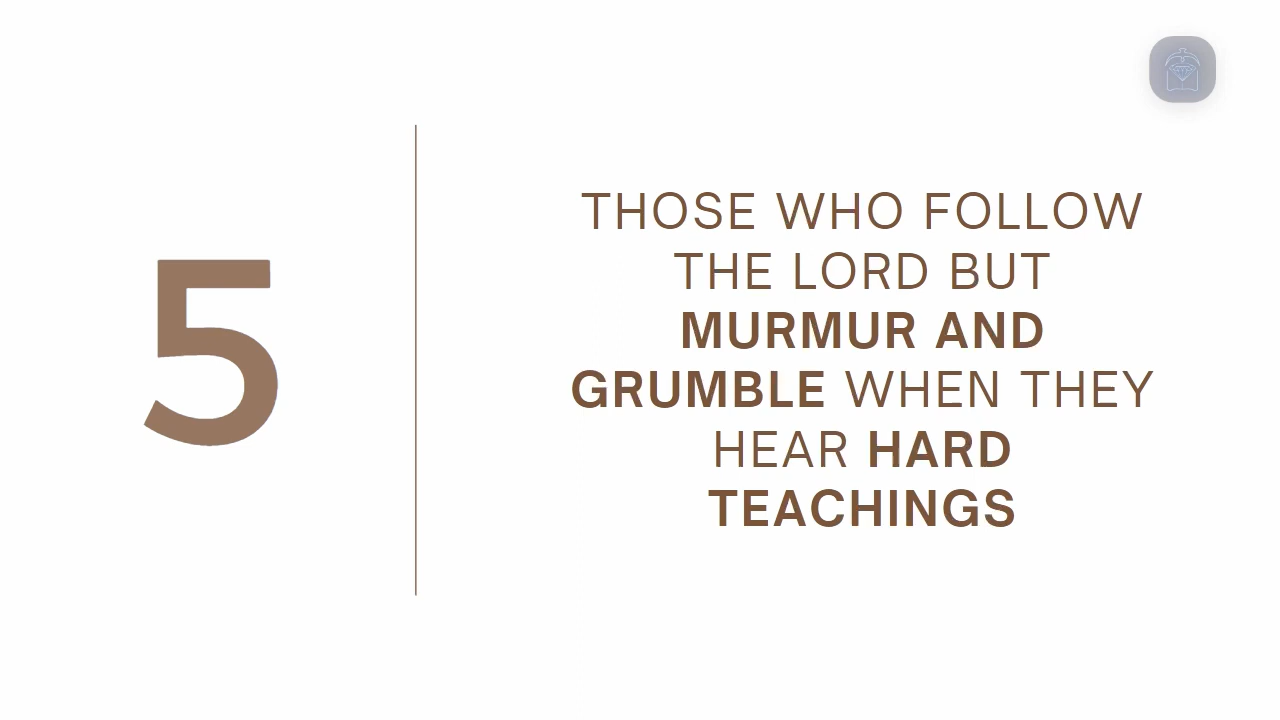 5
THOSE WHO FOLLOW
THE LORD BUT
MURMUR AND
GRUMBLE WHEN THEY
HEAR HARD
TEACHINGS